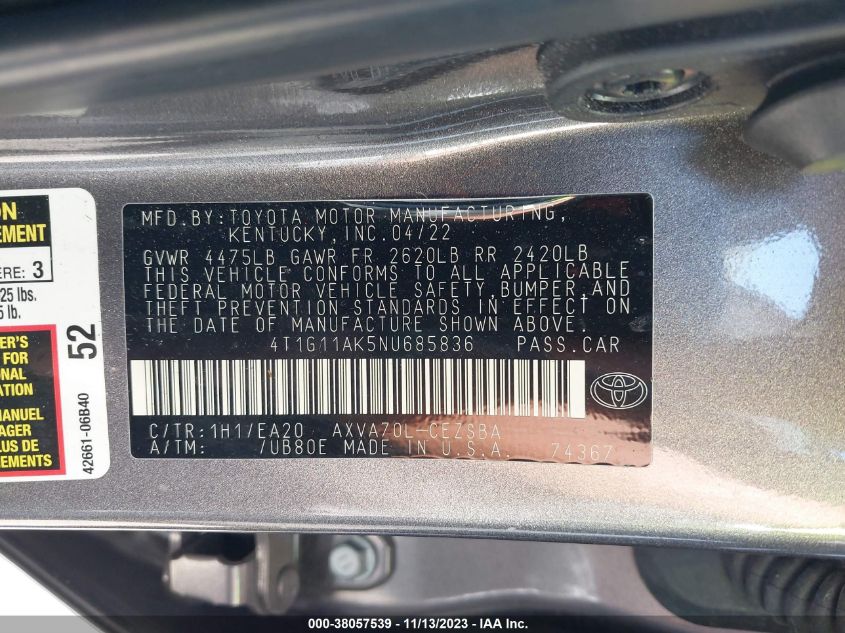 ON
EMENT
ERE: 3
25 lbs.
5 lb.
ER'S
FOR
ONAL
ATION
MANUEL
AGER
LUS DE
EMENTS
52
42661-06B40
MFD.BY:TOYOTA MOTOR MANUFACTURING,
KENTUCKY,INC.04/22
GVWR 4475LB GAWR FR 2620LB RR 2420LB
THIS VEHICLE CONFORMS TO ALL APPLICABLE
FEDERAL MOTOR VEHICLE SAFETY,BUMPER,AND
THEFT PREVENTION STANDARDS IN EFFECT ON
THE DATE OF MANUFACTURE SHOWN ABOVE.
4T1G11AK5NU685836 PASS.CAR
C/TR:1H1/EA20 AXVA70L-CEZSBA
A/TM: /UB80E MADE IN U.S.A. 74367
000-38057539 - 11/13/2023 - IAA Inc.